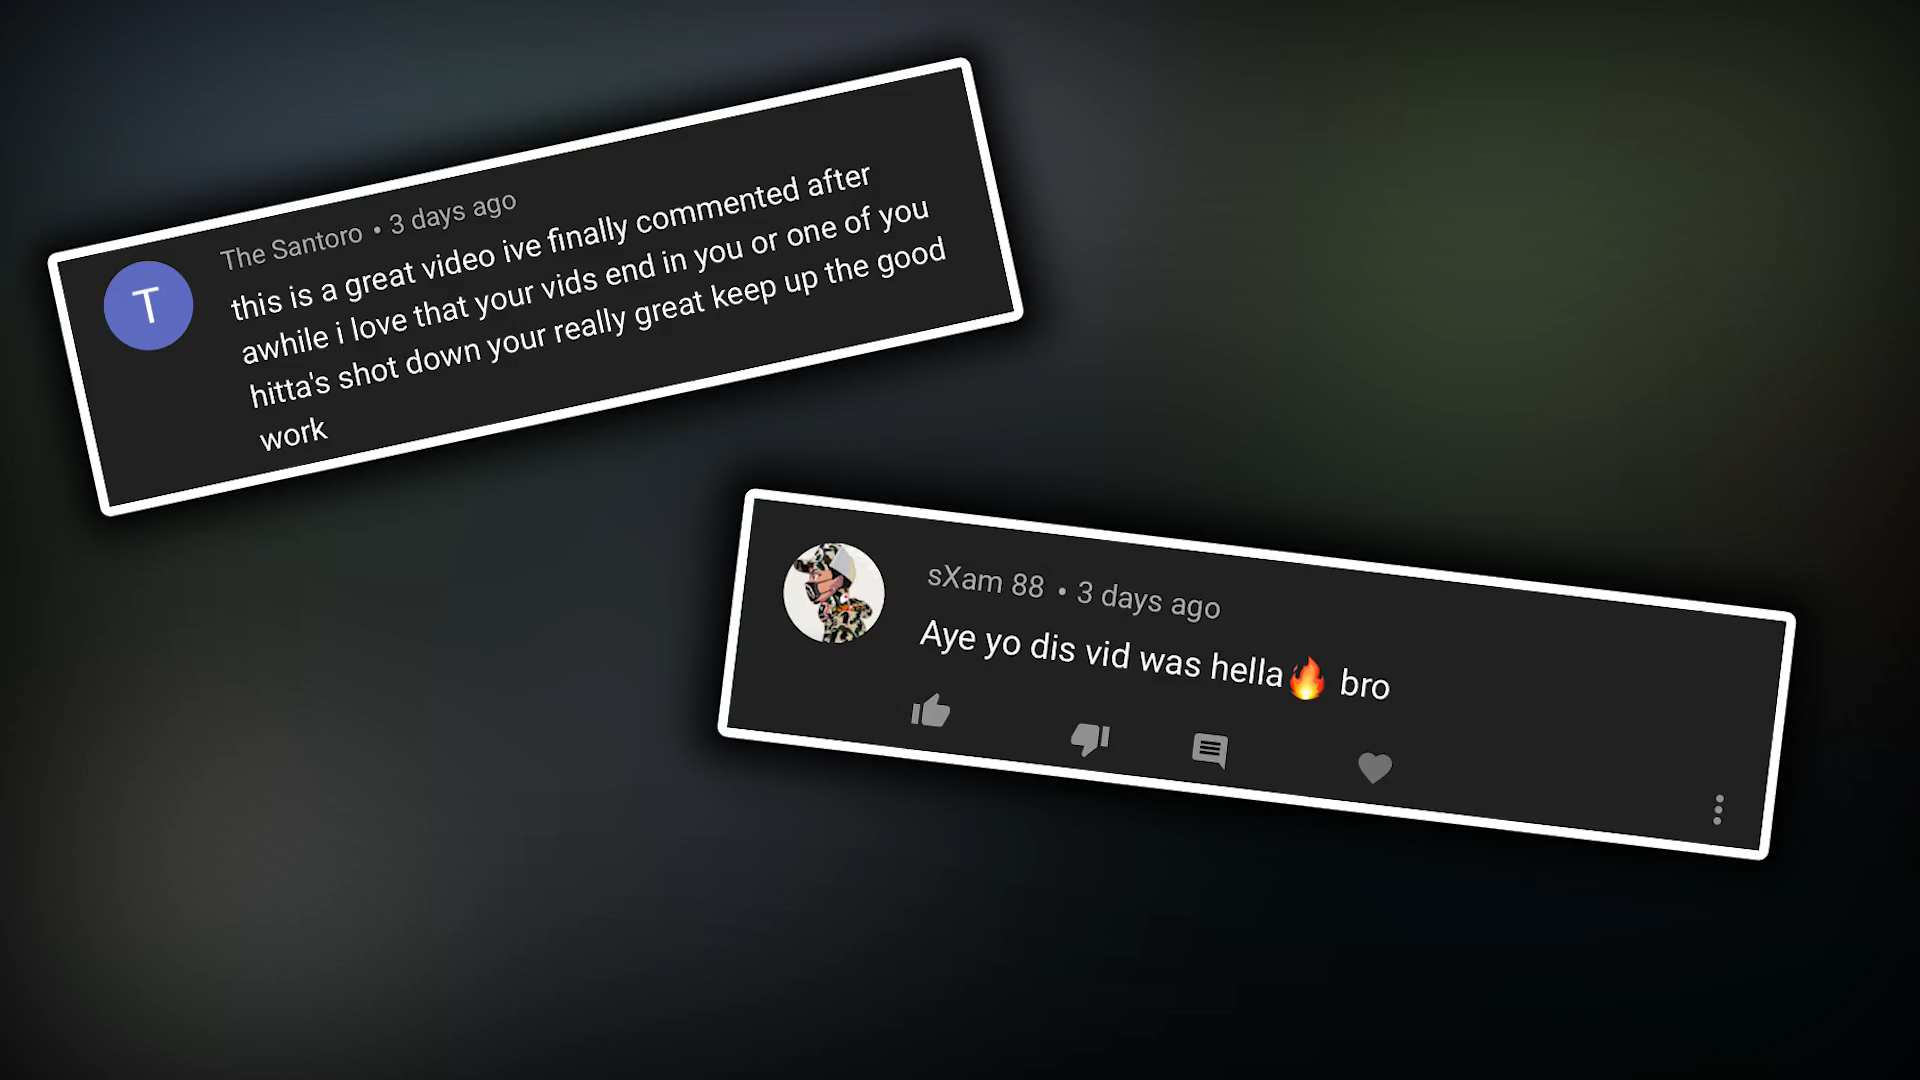 The Santoro • 3 days ago
T
this is a great video ive finally commented after
awhile i love that your vids end in you or one of you
hitta's shot down your really great keep up the good
work
sXam 88 • 3 days ago
Aye yo dis vid was hella🔥 bro